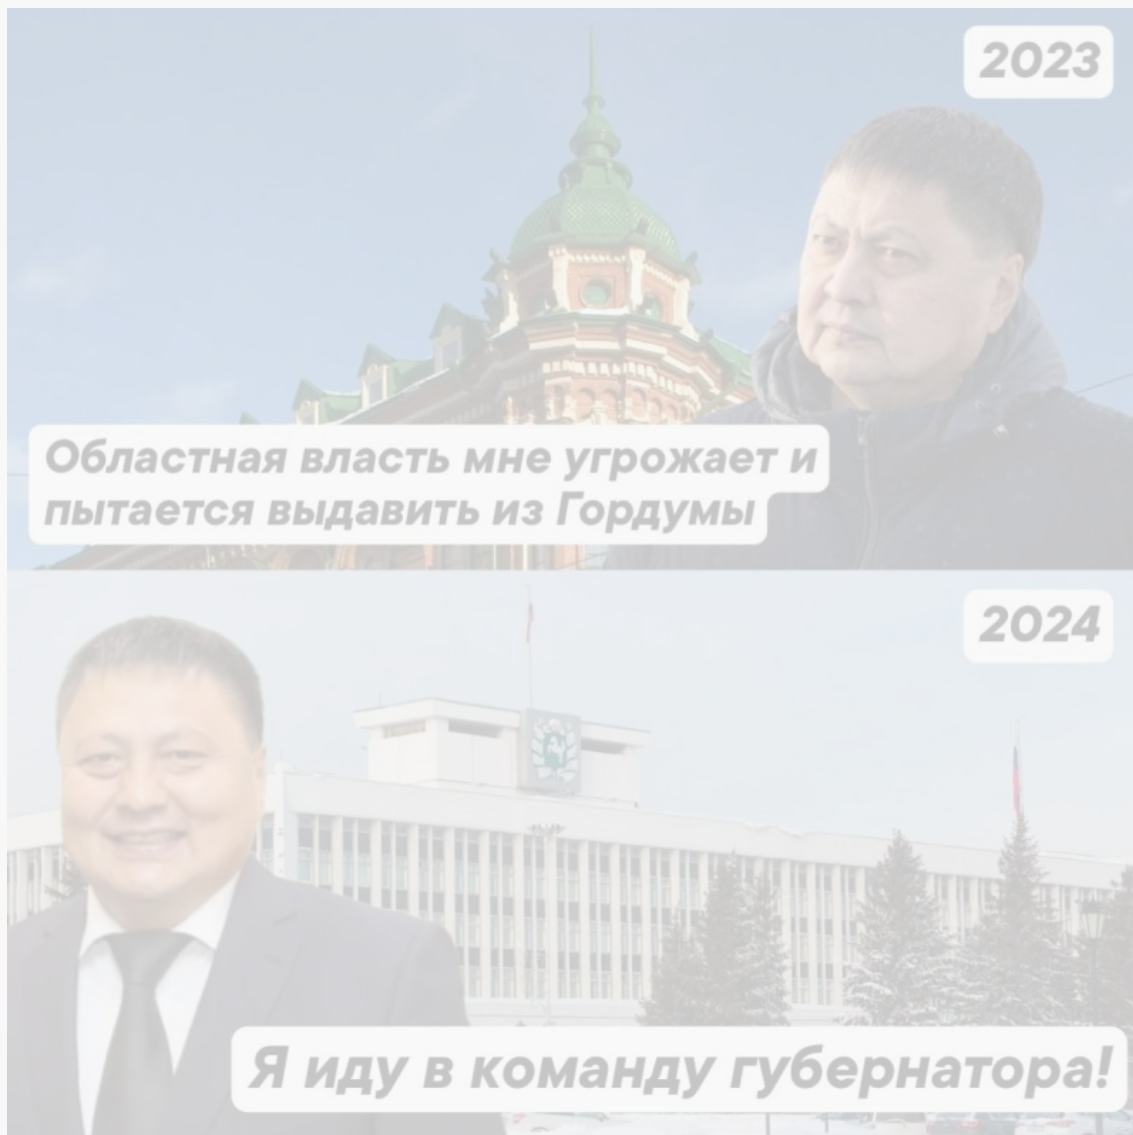 2023
Областная власть мне угрожает и
пытается выдавить из Гордумы
2024
Я иду в команду губернатора!